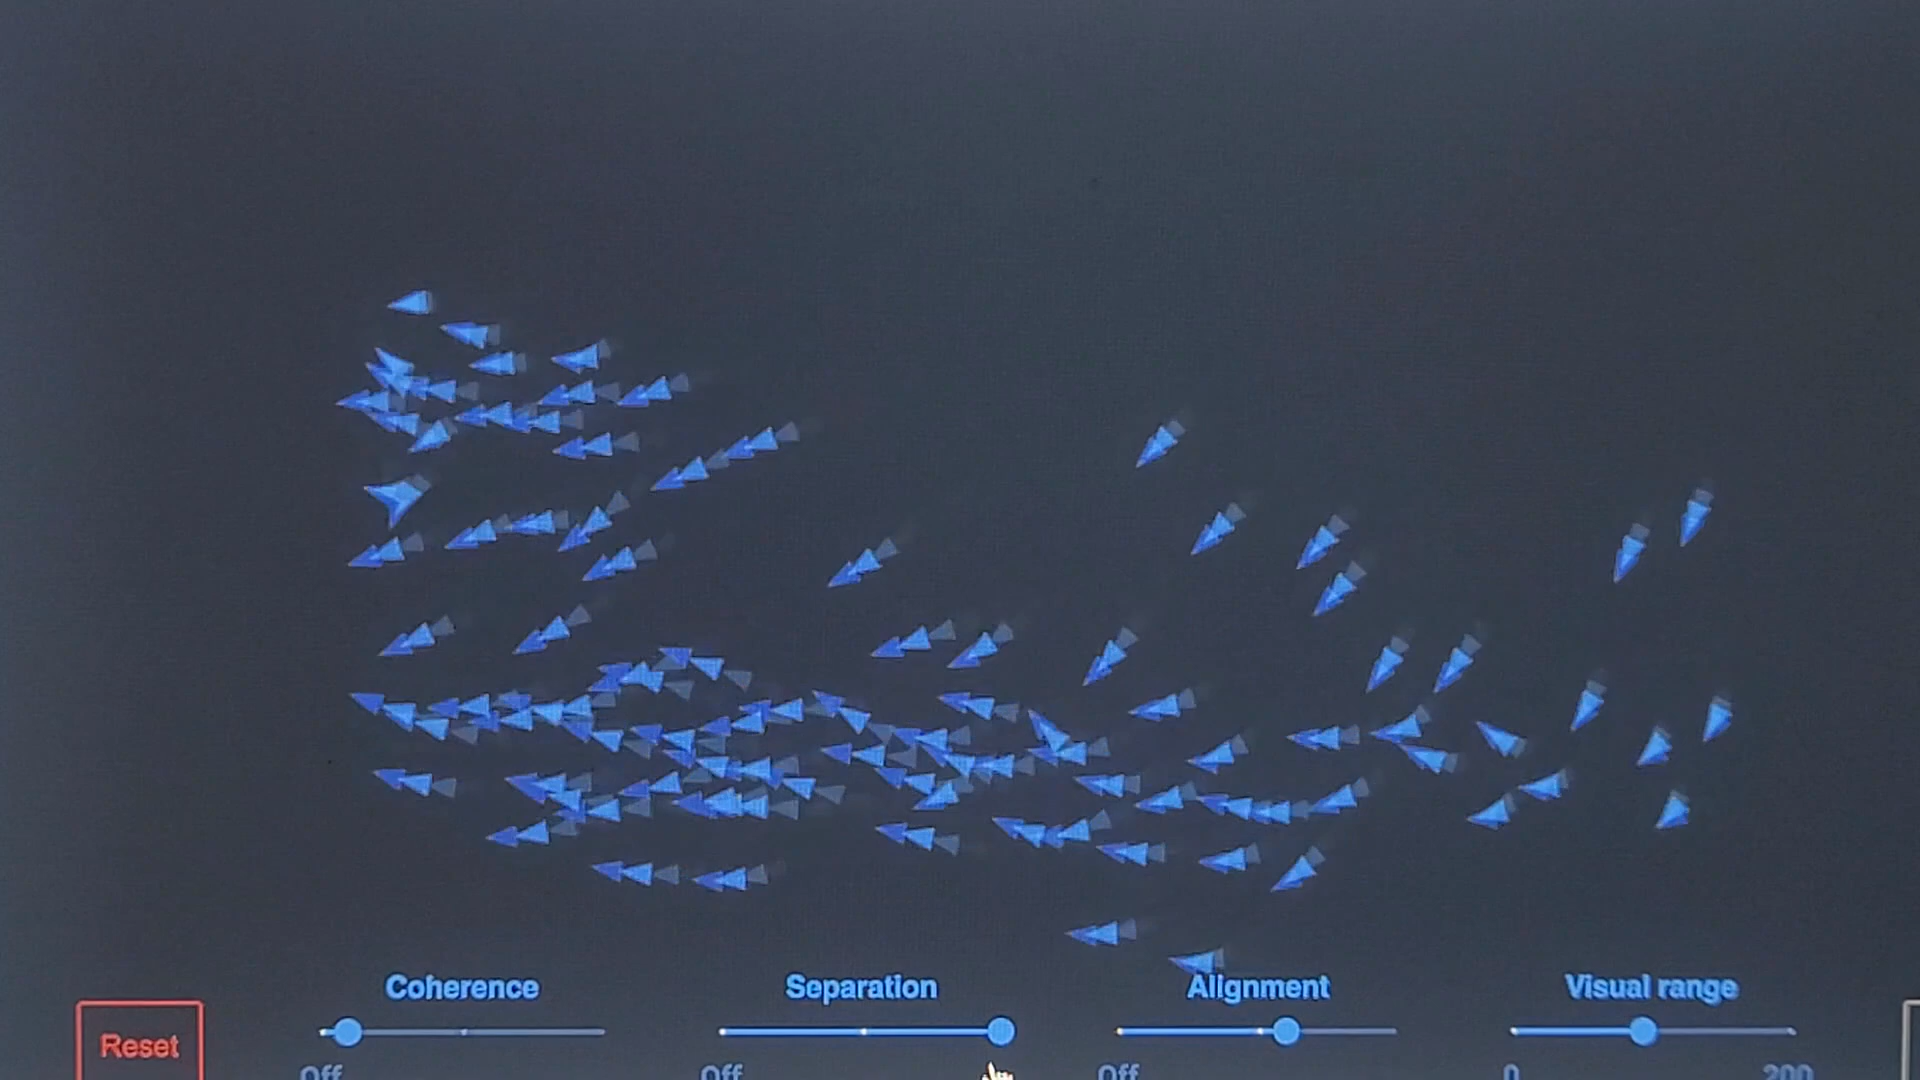 Coherence Separation Alignment Visual range
Reset
Off Off Off 0 200